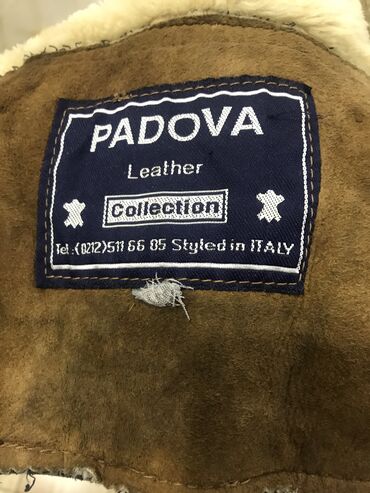 PADOVA
Leather
Collection
Tel.:(0212)511 66 85 Styled in ITALY